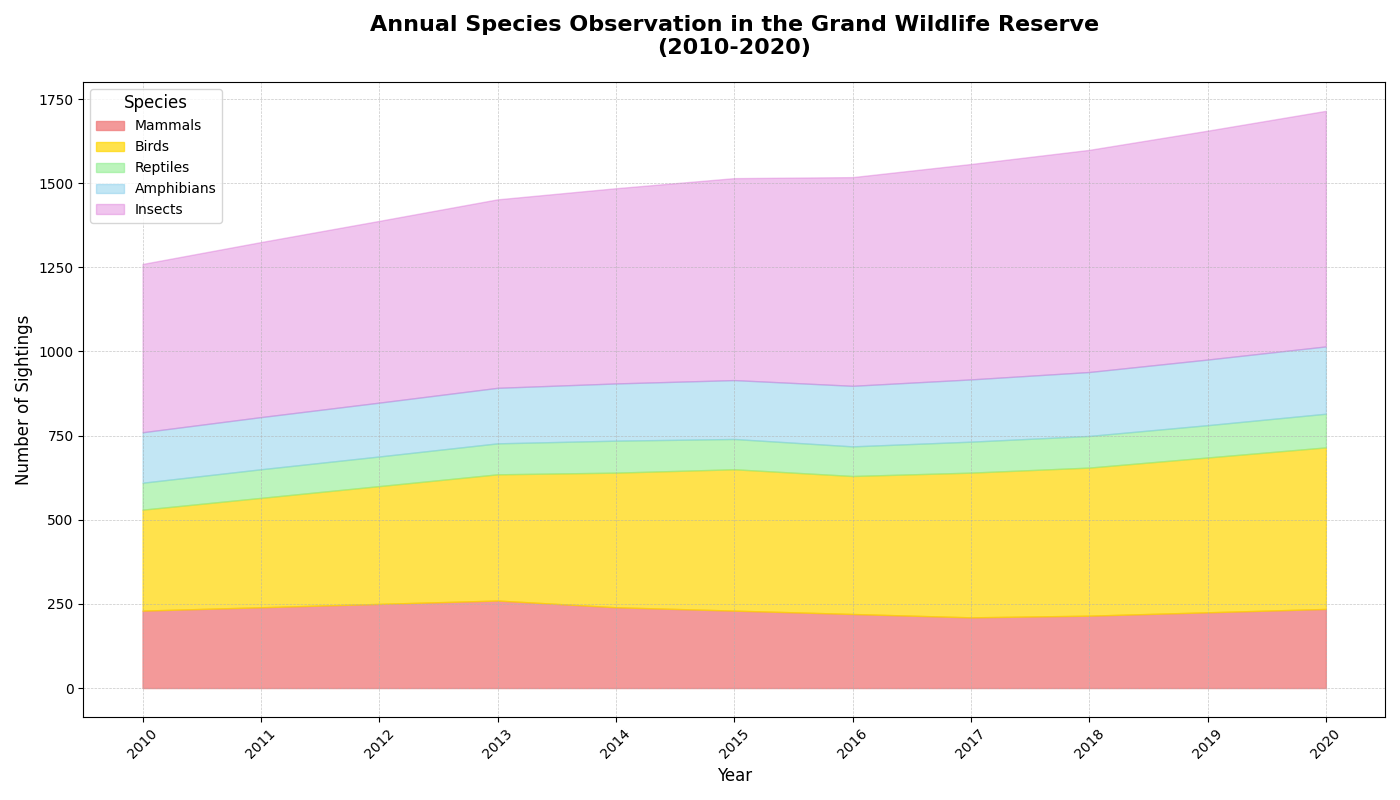 Annual Species Observation in the Grand Wildlife Reserve
(2010-2020)
Species
Mammals
Birds
Reptiles
Amphibians
Insects
Number of Sightings
1750
1500
1250
1000
750
500
250
0
2010
2011
2012
2013
2014
2015
2016
2017
2018
2019
2020
Year